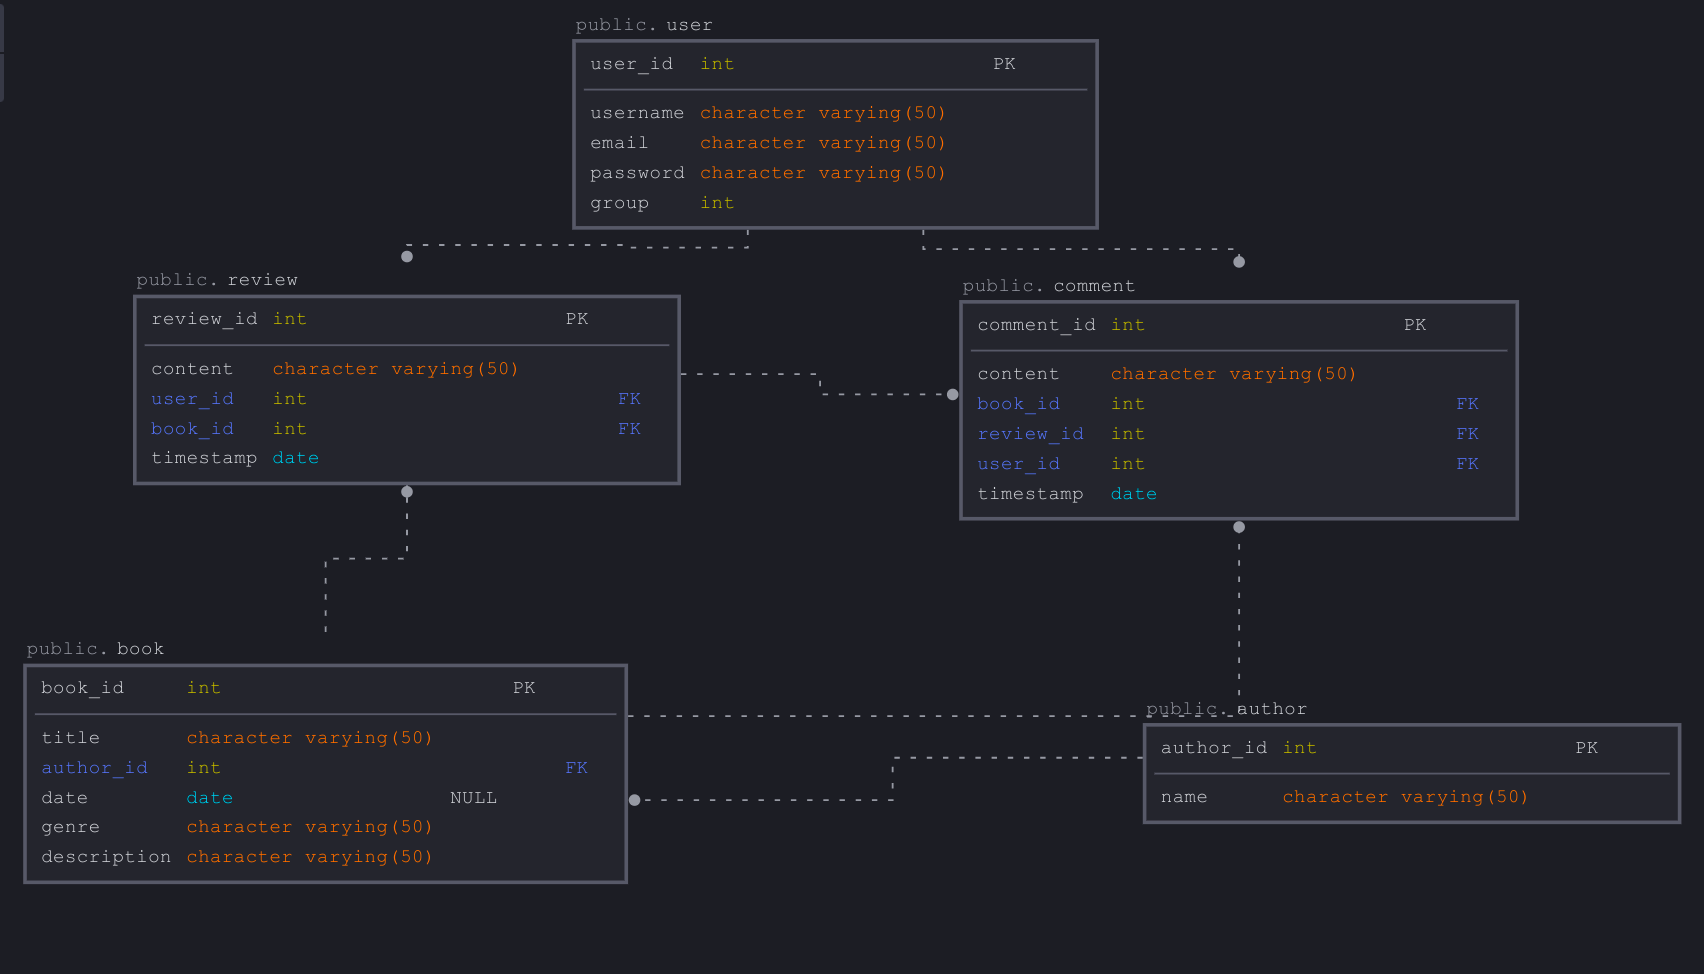 public. user
user_id int PK
username character varying(50)
email character varying(50)
password character varying(50)
group int
public. review
review_id int PK
content character varying(50)
user_id int FK
book_id int FK
timestamp date
public. comment
comment_id int PK
content character varying(50)
book_id int FK
review_id int FK
user_id int FK
timestamp date
public. book
book_id int PK
title character varying(50)
author_id int FK
date date NULL
genre character varying(50)
description character varying(50)
public. author
author_id int PK
name character varying(50)